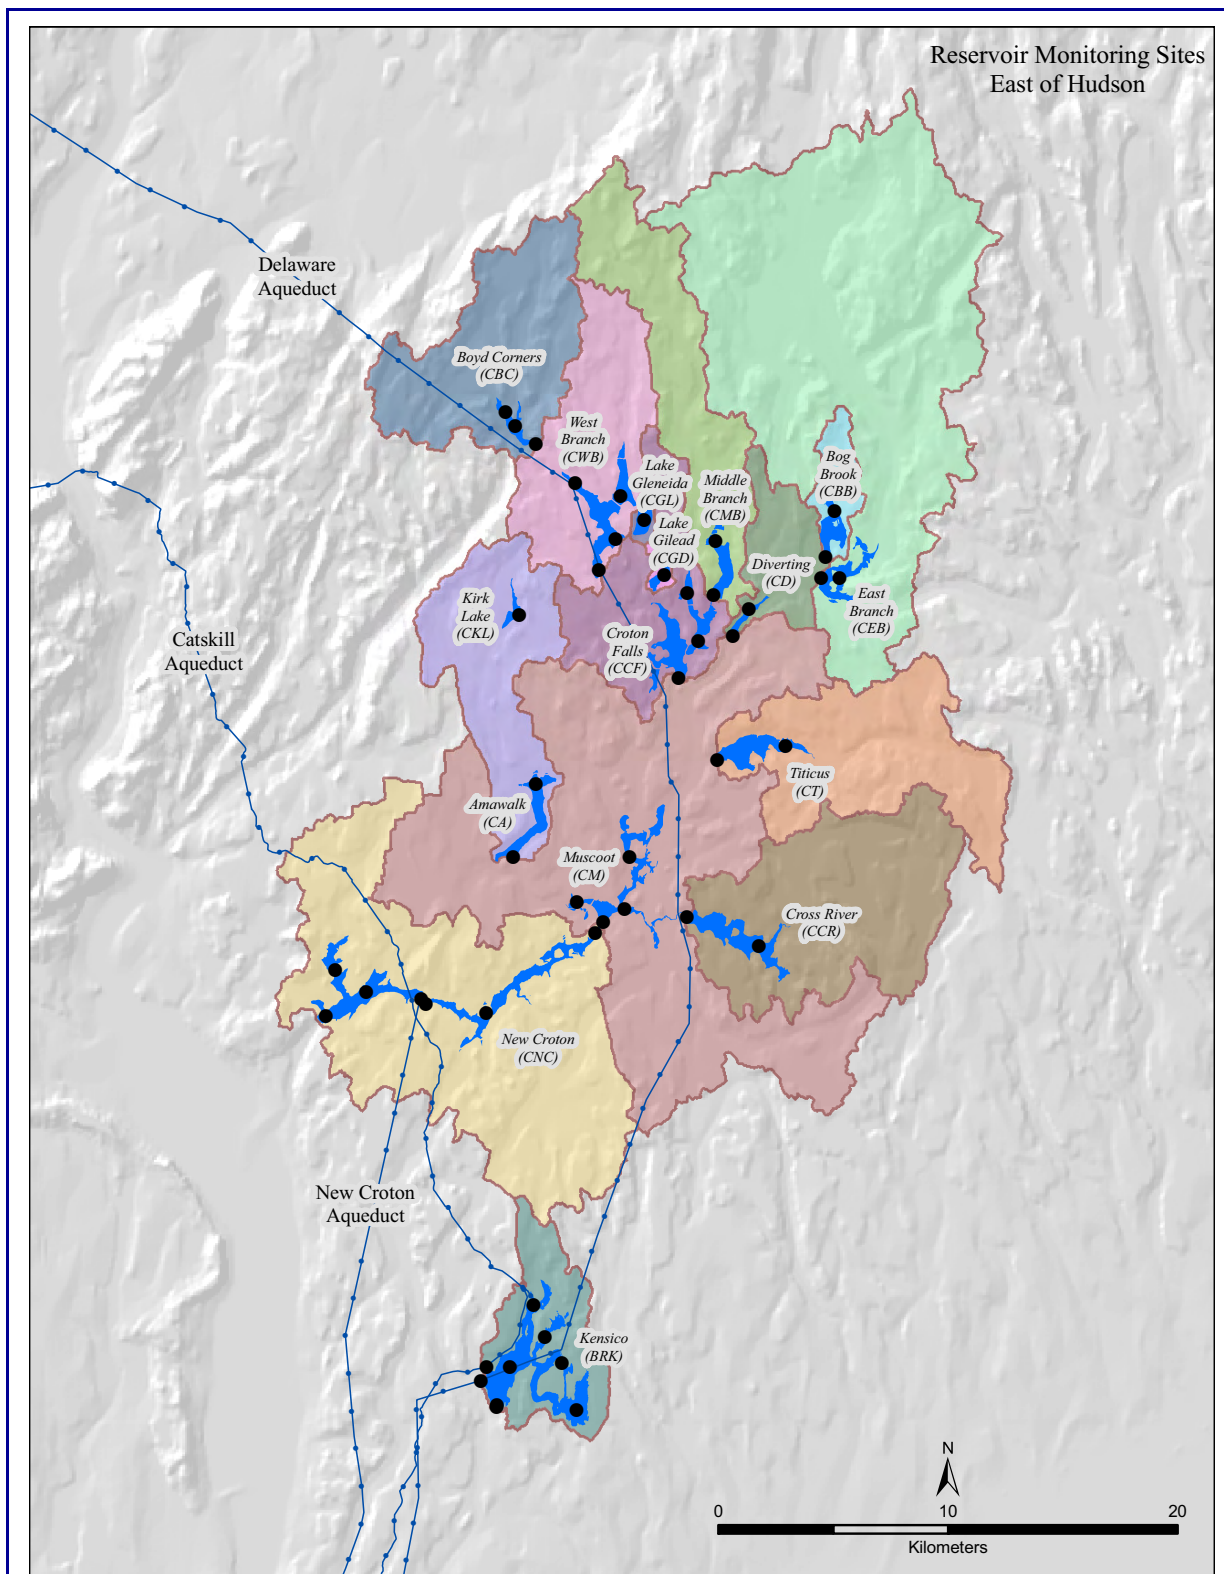 Reservoir Monitoring Sites
East of Hudson
Delaware
Aqueduct
Boyd Corners
(CBC)
West
Branch
(CWB)
Lake
Gleneida
(CGL)
Middle
Branch
(CMB)
Bog
Brook
(CBB)
Lake
Gilead
(CGD)
Diverting
(CD)
East
Branch
(CEB)
Kirk
Lake
(CKL)
Croton
Falls
(CCF)
Catskill
Aqueduct
Titicus
(CT)
Amawalk
(CA)
Muscoot
(CM)
Cross River
(CCR)
New Croton
(CNC)
New Croton
Aqueduct
Kensico
(BRK)
N
0 10 20
Kilometers